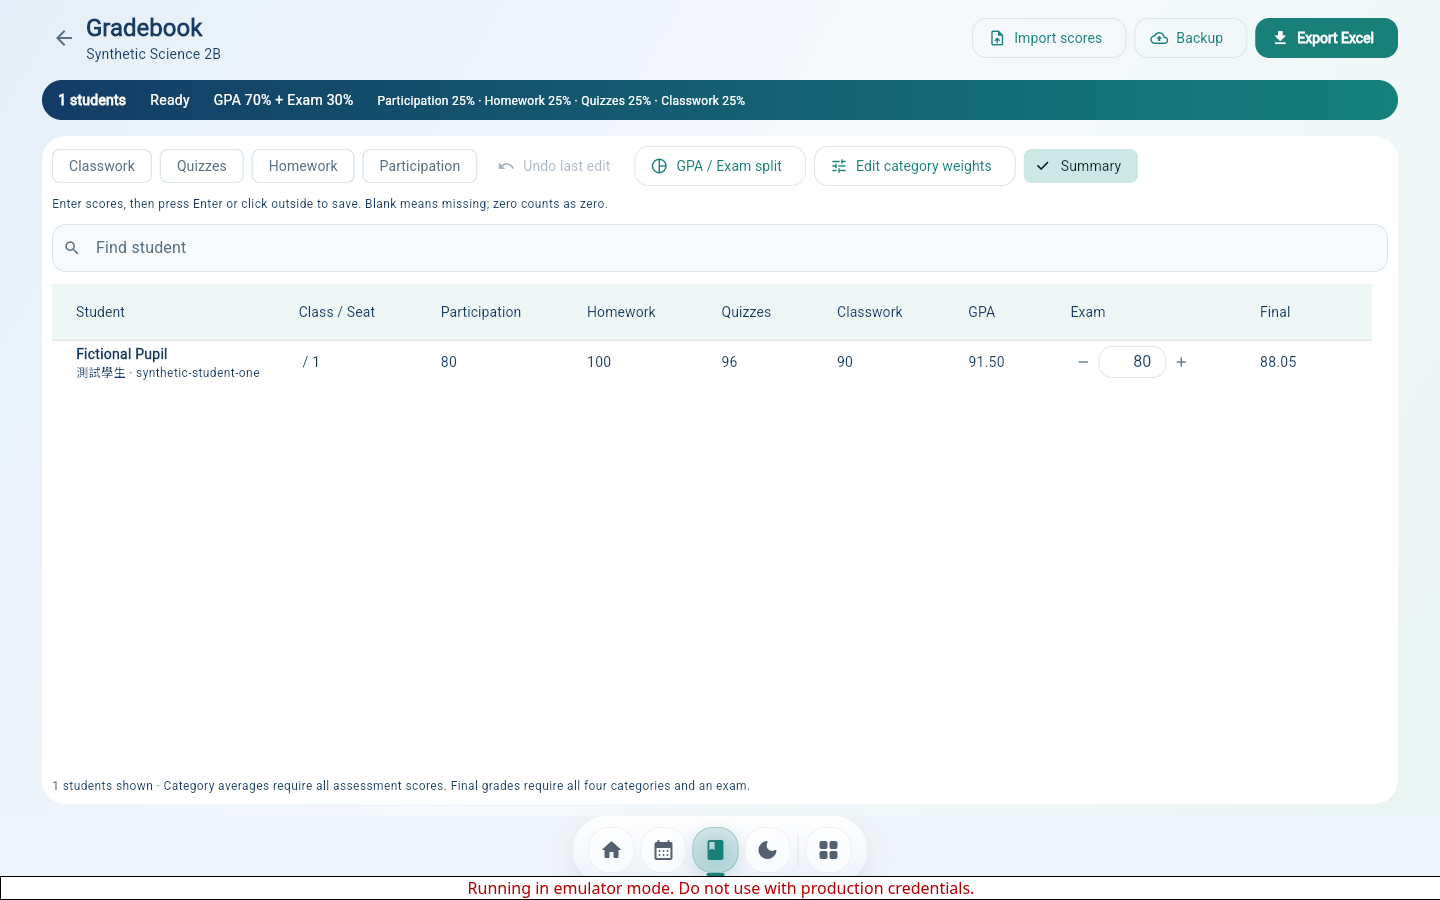 Gradebook
Synthetic Science 2B
Import scores
Backup
Export Excel
1 students Ready GPA 70% + Exam 30% Participation 25% · Homework 25% · Quizzes 25% · Classwork 25%
Classwork Quizzes Homework Participation Undo last edit GPA / Exam split Edit category weights Summary
Enter scores, then press Enter or click outside to save. Blank means missing; zero counts as zero.
Find student
Student Class / Seat Participation Homework Quizzes Classwork GPA Exam Final
Fictional Pupil
測試學生 · synthetic-student-one
/ 1 80 100 96 90 91.50 − 80 + 88.05
1 students shown · Category averages require all assessment scores. Final grades require all four categories and an exam.
Running in emulator mode. Do not use with production credentials.